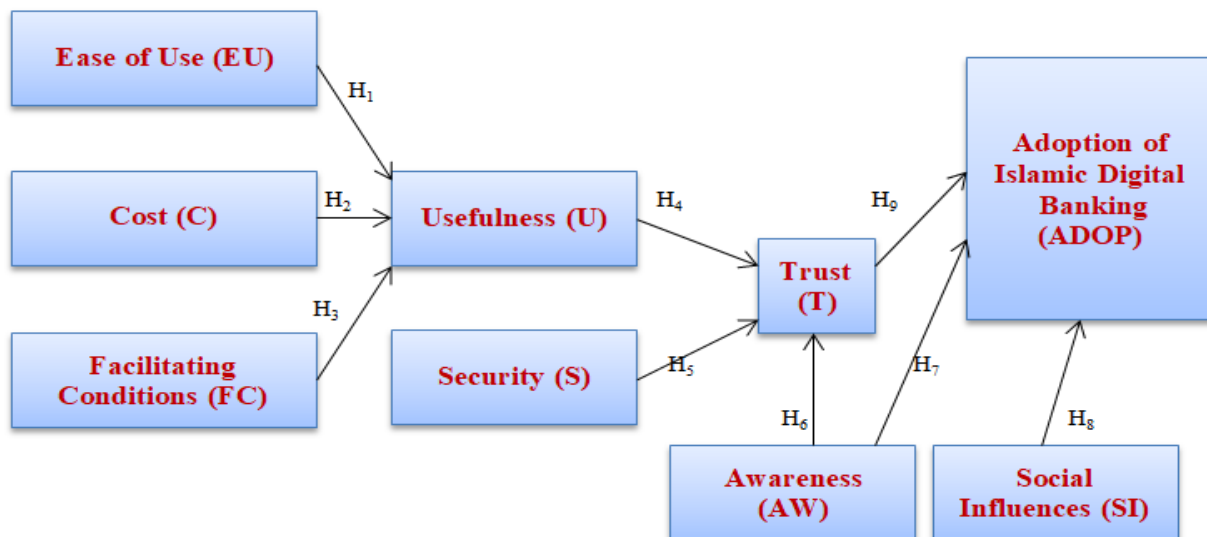 Ease of Use (EU)
H1
Cost (C)
H2
Facilitating
Conditions (FC)
H3
Usefulness (U)
H4
Security (S)
H5
Trust
(T)
H6
Awareness
(AW)
H7
Social
Influences (SI)
H8
H9
Adoption of
Islamic Digital
Banking
(ADOP)